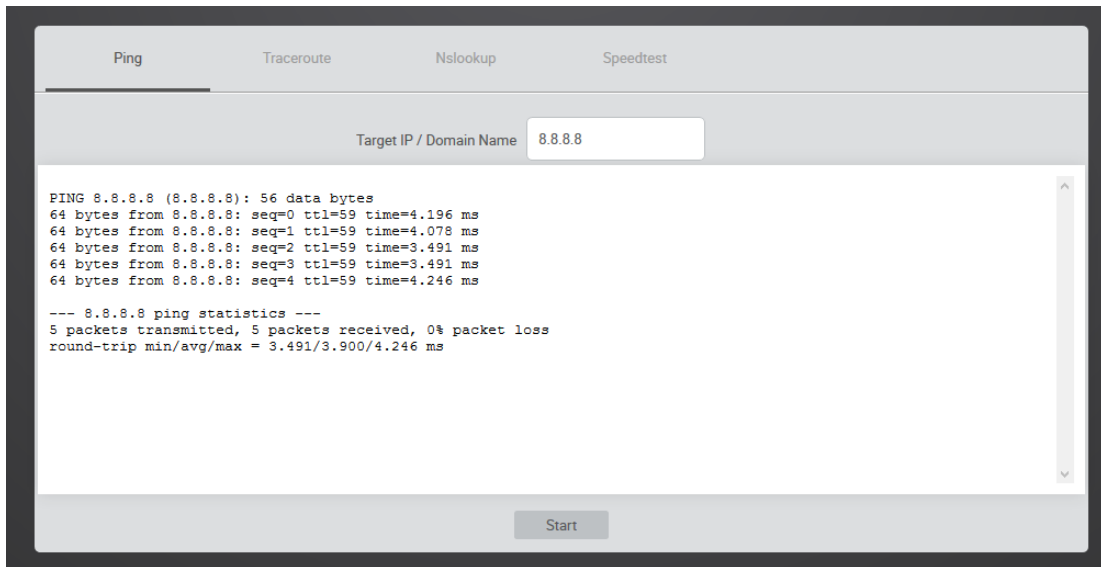 Ping Traceroute Nslookup Speedtest
Target IP / Domain Name 8.8.8.8
PING 8.8.8.8 (8.8.8.8): 56 data bytes
64 bytes from 8.8.8.8: seq=0 ttl=59 time=4.196 ms
64 bytes from 8.8.8.8: seq=1 ttl=59 time=4.078 ms
64 bytes from 8.8.8.8: seq=2 ttl=59 time=3.491 ms
64 bytes from 8.8.8.8: seq=3 ttl=59 time=3.491 ms
64 bytes from 8.8.8.8: seq=4 ttl=59 time=4.246 ms
--- 8.8.8.8 ping statistics ---
5 packets transmitted, 5 packets received, 0% packet loss
round-trip min/avg/max = 3.491/3.900/4.246 ms
Start